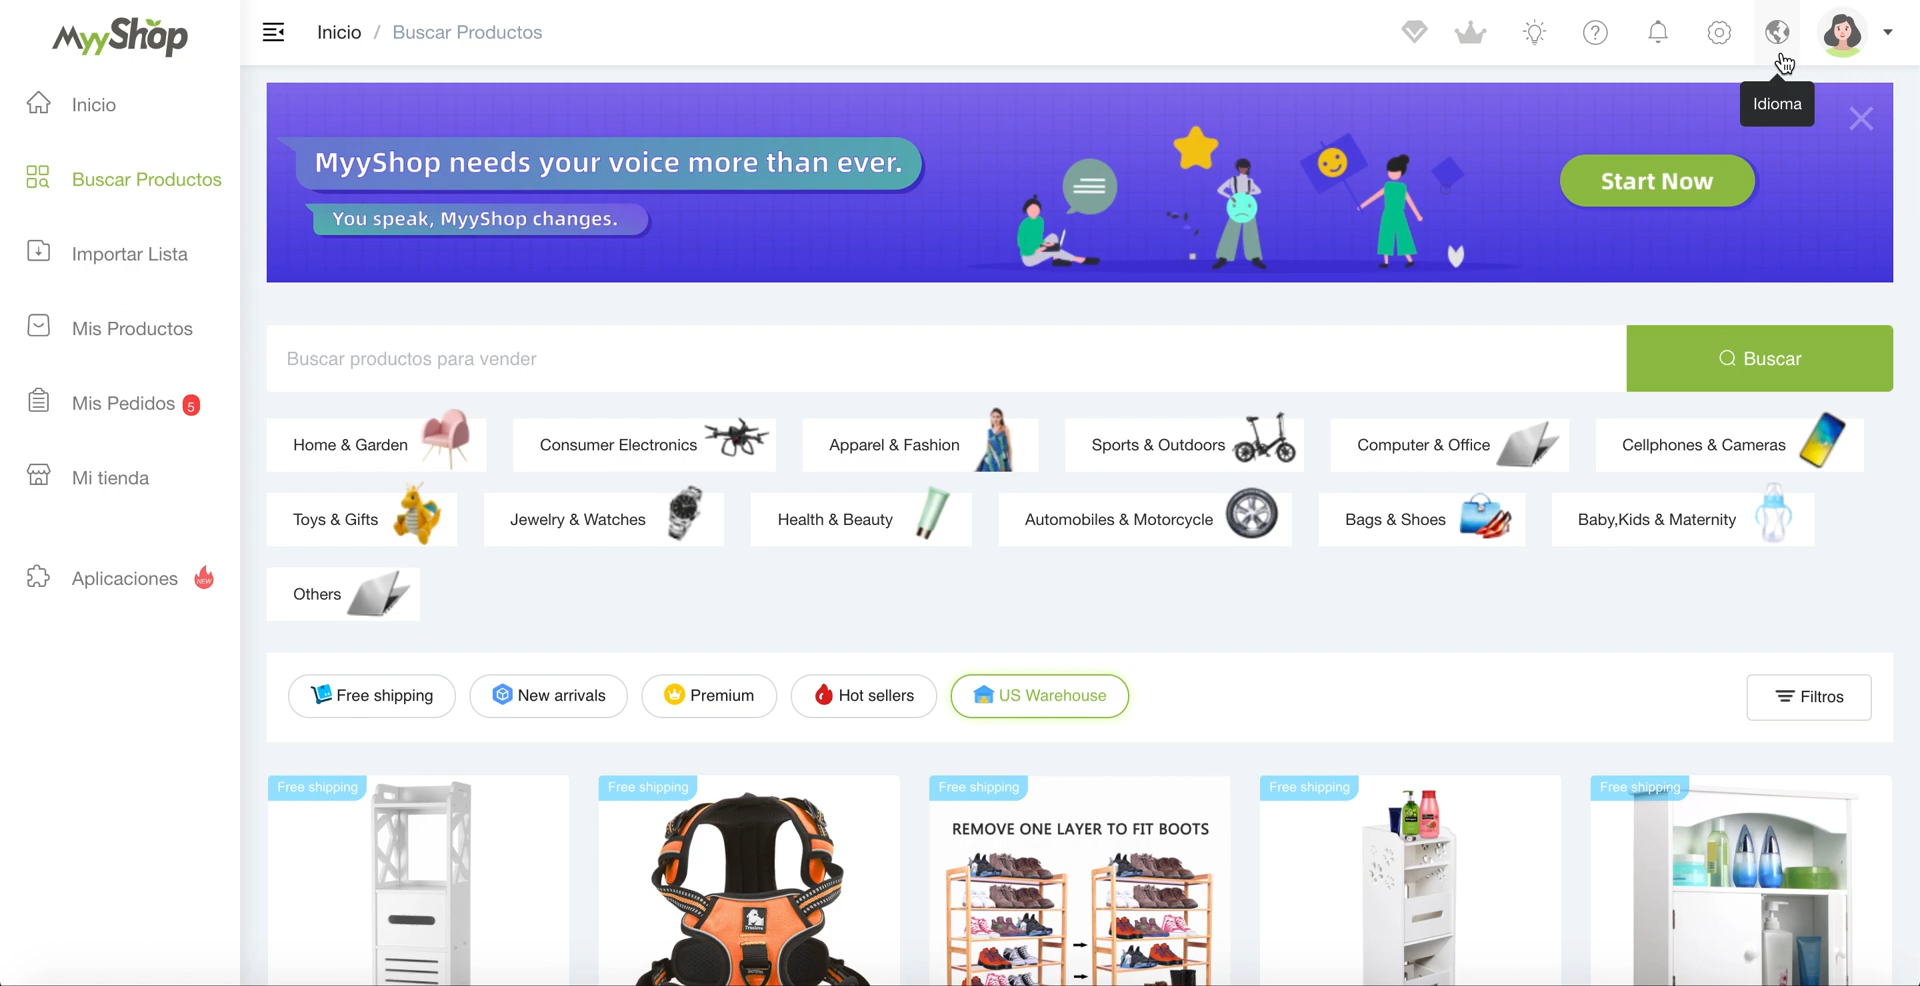 MyyShop
Inicio / Buscar Productos
Idioma
Inicio
Buscar Productos
Importar Lista
Mis Productos
Mis Pedidos 5
Mi tienda
Aplicaciones NEW
MyyShop needs your voice more than ever.
You speak, MyyShop changes.
Start Now
Buscar productos para vender
Buscar
Home & Garden
Consumer Electronics
Apparel & Fashion
Sports & Outdoors
Computer & Office
Cellphones & Cameras
Toys & Gifts
Jewelry & Watches
Health & Beauty
Automobiles & Motorcycle
Bags & Shoes
Baby,Kids & Maternity
Others
Free shipping
New arrivals
Premium
Hot sellers
US Warehouse
Filtros
Free shipping
Free shipping
Truelove
Free shipping
REMOVE ONE LAYER TO FIT BOOTS
Free shipping
Free shipping